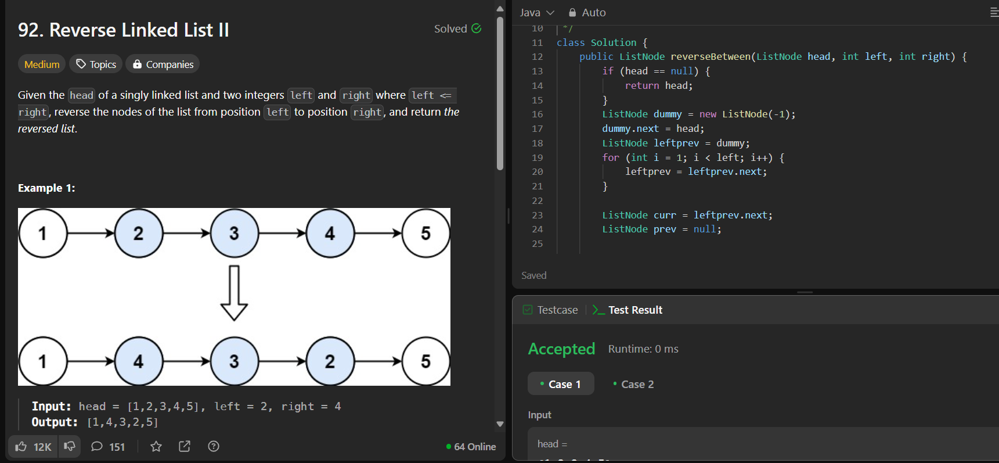 92. Reverse Linked List II
Solved
Medium
Topics
Companies
Given the head of a singly linked list and two integers left and right where left <=
right, reverse the nodes of the list from position left to position right, and return the
reversed list.
Example 1:
1 2 3 4 5
1 4 3 2 5
Input: head = [1,2,3,4,5], left = 2, right = 4
Output: [1,4,3,2,5]
12K
151
64 Online
Java
Auto
10 */
11 class Solution {
12 public ListNode reverseBetween(ListNode head, int left, int right) {
13 if (head == null) {
14 return head;
15 }
16 ListNode dummy = new ListNode(-1);
17 dummy.next = head;
18 ListNode leftprev = dummy;
19 for (int i = 1; i < left; i++) {
20 leftprev = leftprev.next;
21 }
22
23 ListNode curr = leftprev.next;
24 ListNode prev = null;
25
Saved
Testcase
>_ Test Result
Accepted
Runtime: 0 ms
• Case 1
• Case 2
Input
head =